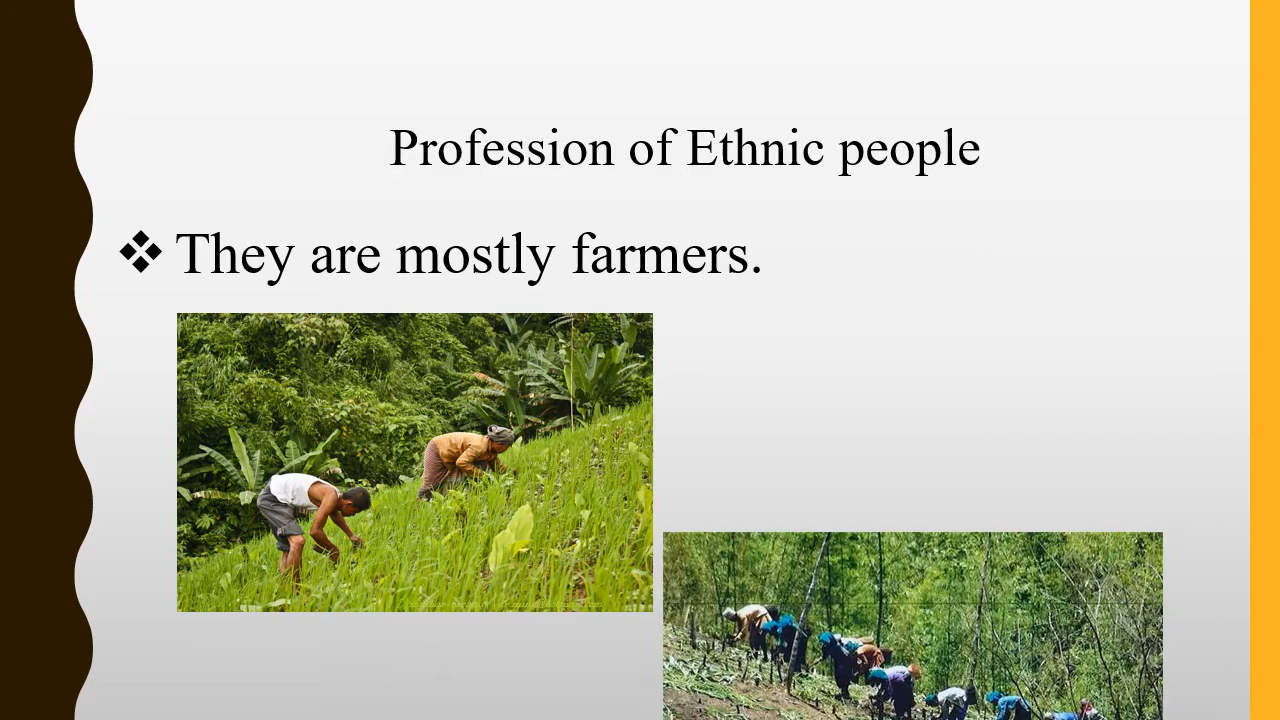 Profession of Ethnic people
❖ They are mostly farmers.